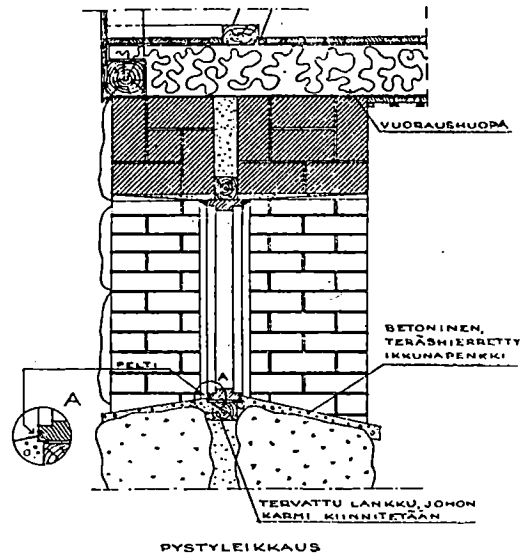 VUORAUSHUOPA
BETONINEN,
TERÄSHIERRETTY
IKKUNAPENKKI
PELTI
A
A
TERVATTU LANKKU, JOHON
KARMI KIINNITETÄÄN
PYSTYLEIKKAUS